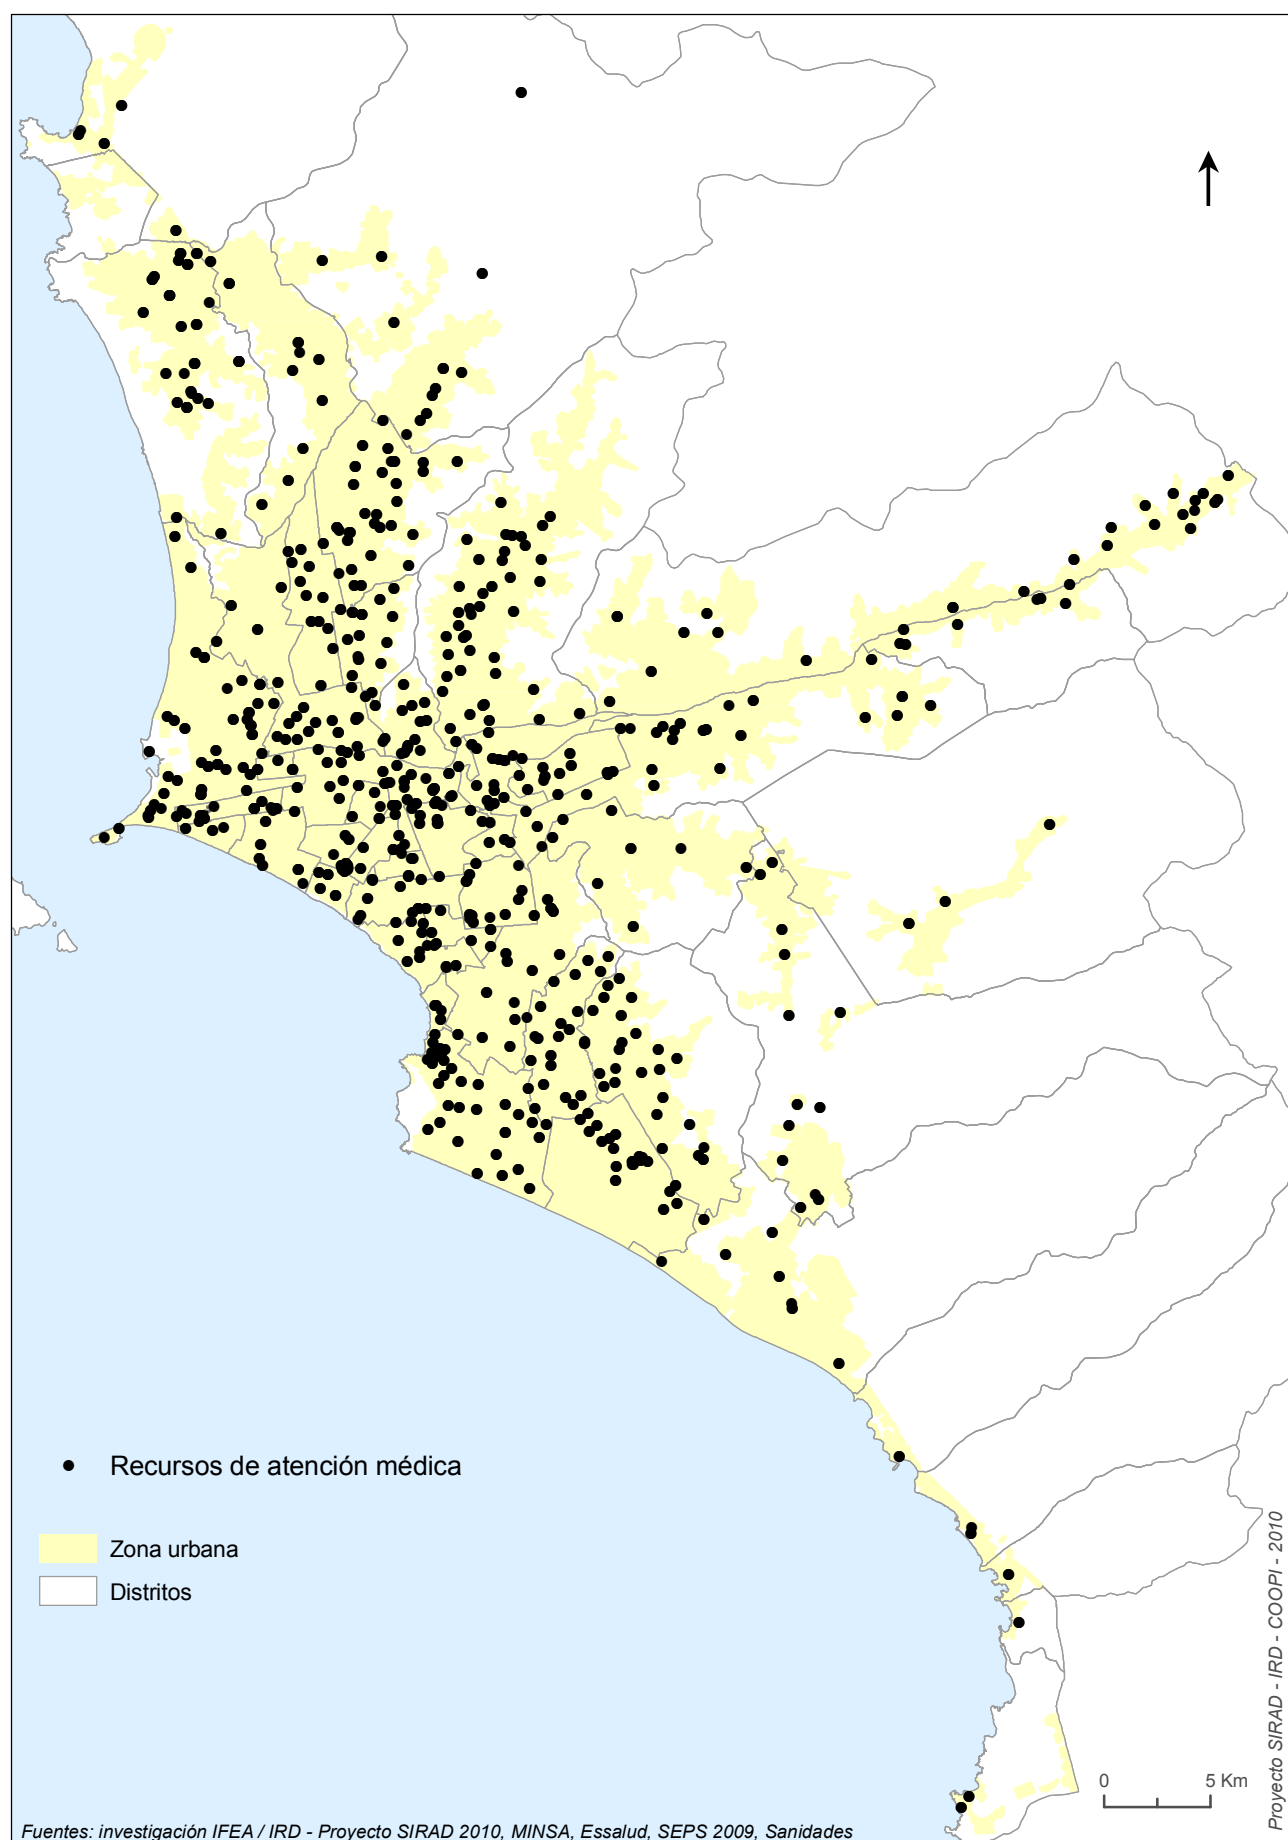 Recursos de atención médica
Zona urbana
Distritos
0 5 Km
Proyecto SIRAD - IRD - COOPI - 2010
Fuentes: investigación IFEA / IRD - Proyecto SIRAD 2010, MINSA, Essalud, SEPS 2009, Sanidades